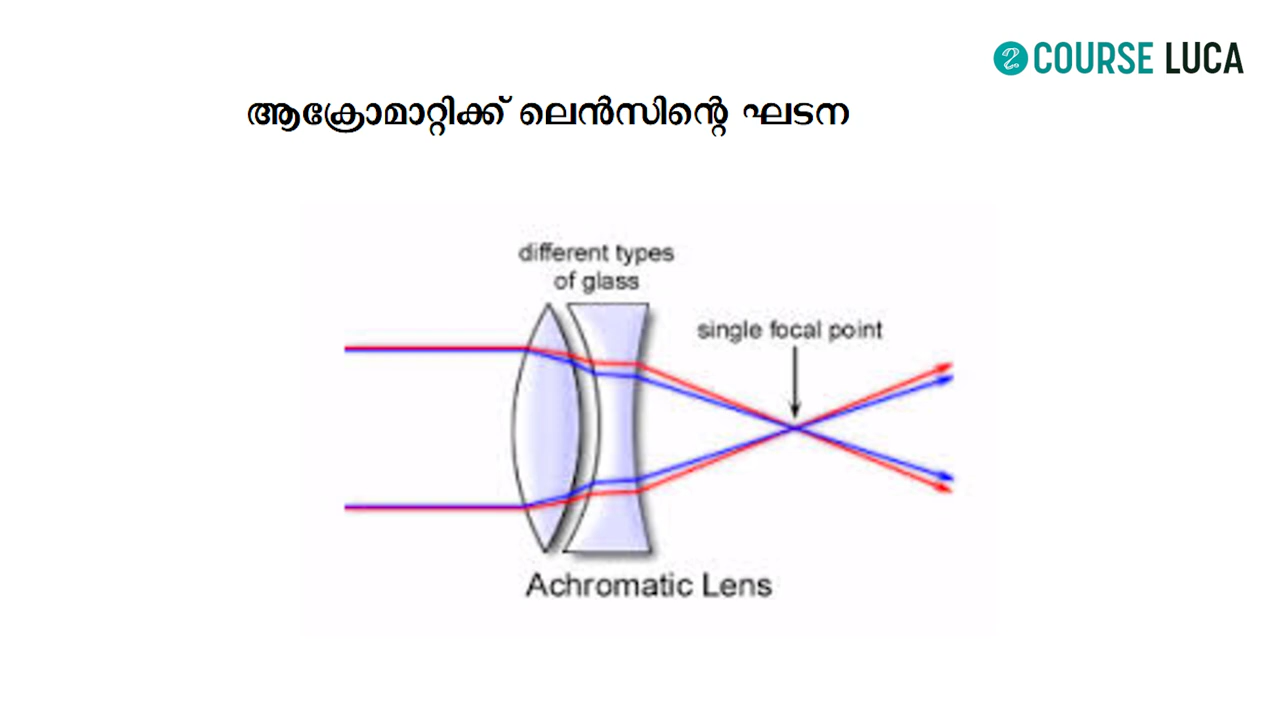 COURSE LUCA
ആക്രോമാറ്റിക്ക് ലെൻസിന്റെ ഘടന
different types
of glass
single focal point
Achromatic Lens